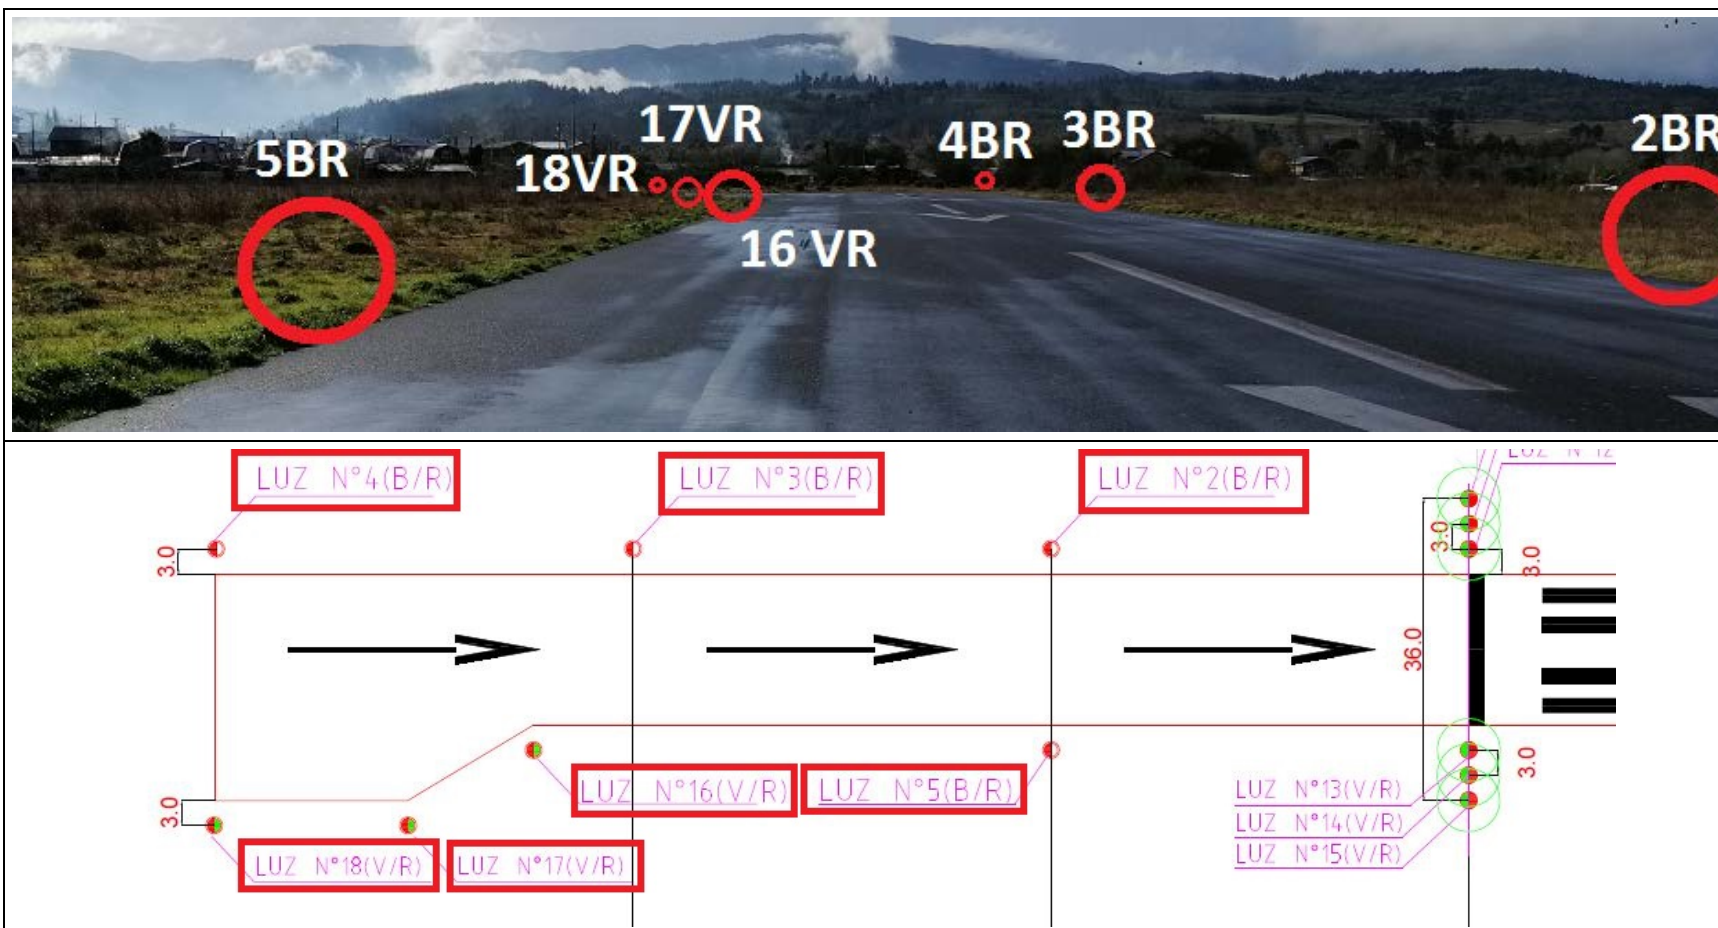 5BR
18VR
17VR
16 VR
4BR
3BR
2BR
LUZ N°4(B/R)
LUZ N°3(B/R)
LUZ N°2(B/R)
3.0
3.0
3.0
36.0
LUZ N°16(V/R)
LUZ N°5(B/R)
3.0
3.0
LUZ N°13(V/R)
LUZ N°14(V/R)
LUZ N°15(V/R)
LUZ N°18(V/R)
LUZ N°17(V/R)